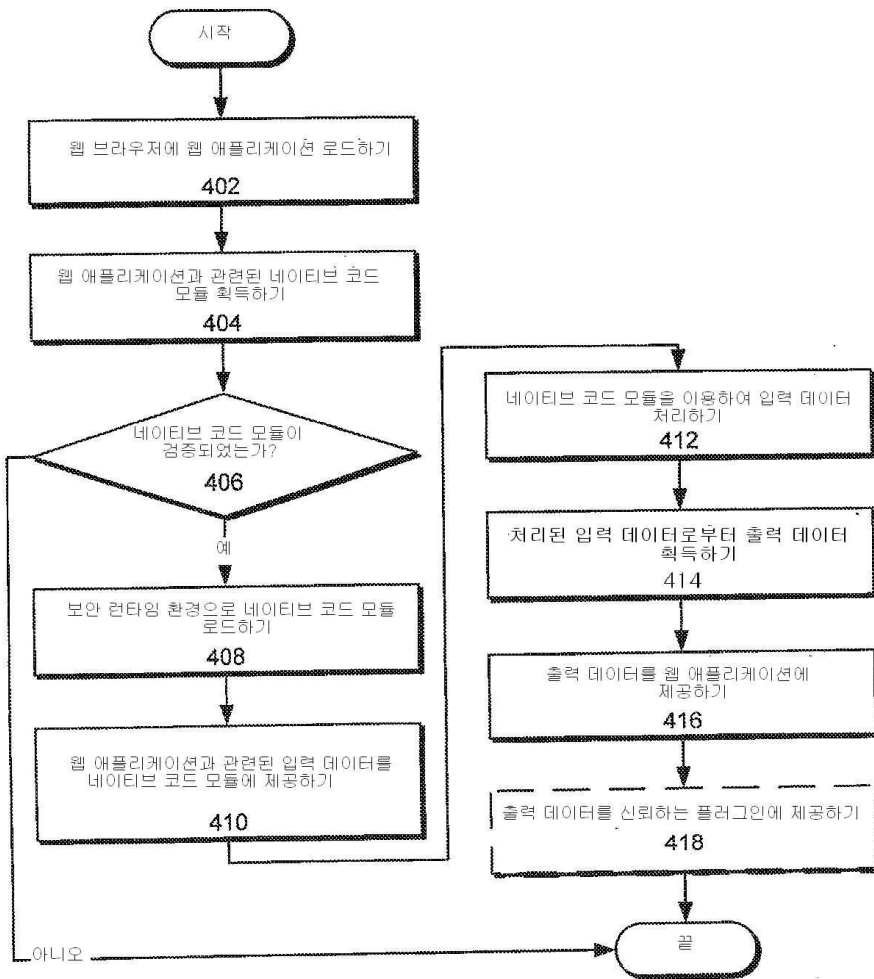 시작
웹 브라우저에 웹 애플리케이션 로드하기
402
웹 애플리케이션과 관련된 네이티브 코드
모듈 획득하기
404
네이티브 코드 모듈이
검증되었는가?
406
예
보안 런타임 환경으로 네이티브 코드 모듈
로드하기
408
웹 애플리케이션과 관련된 입력 데이터를
네이티브 코드 모듈에 제공하기
410
네이티브 코드 모듈을 이용하여 입력 데이터
처리하기
412
처리된 입력 데이터로부터 출력 데이터
획득하기
414
출력 데이터를 웹 애플리케이션에
제공하기
416
출력 데이터를 신뢰하는 플러그인에 제공하기
418
아니오
끝